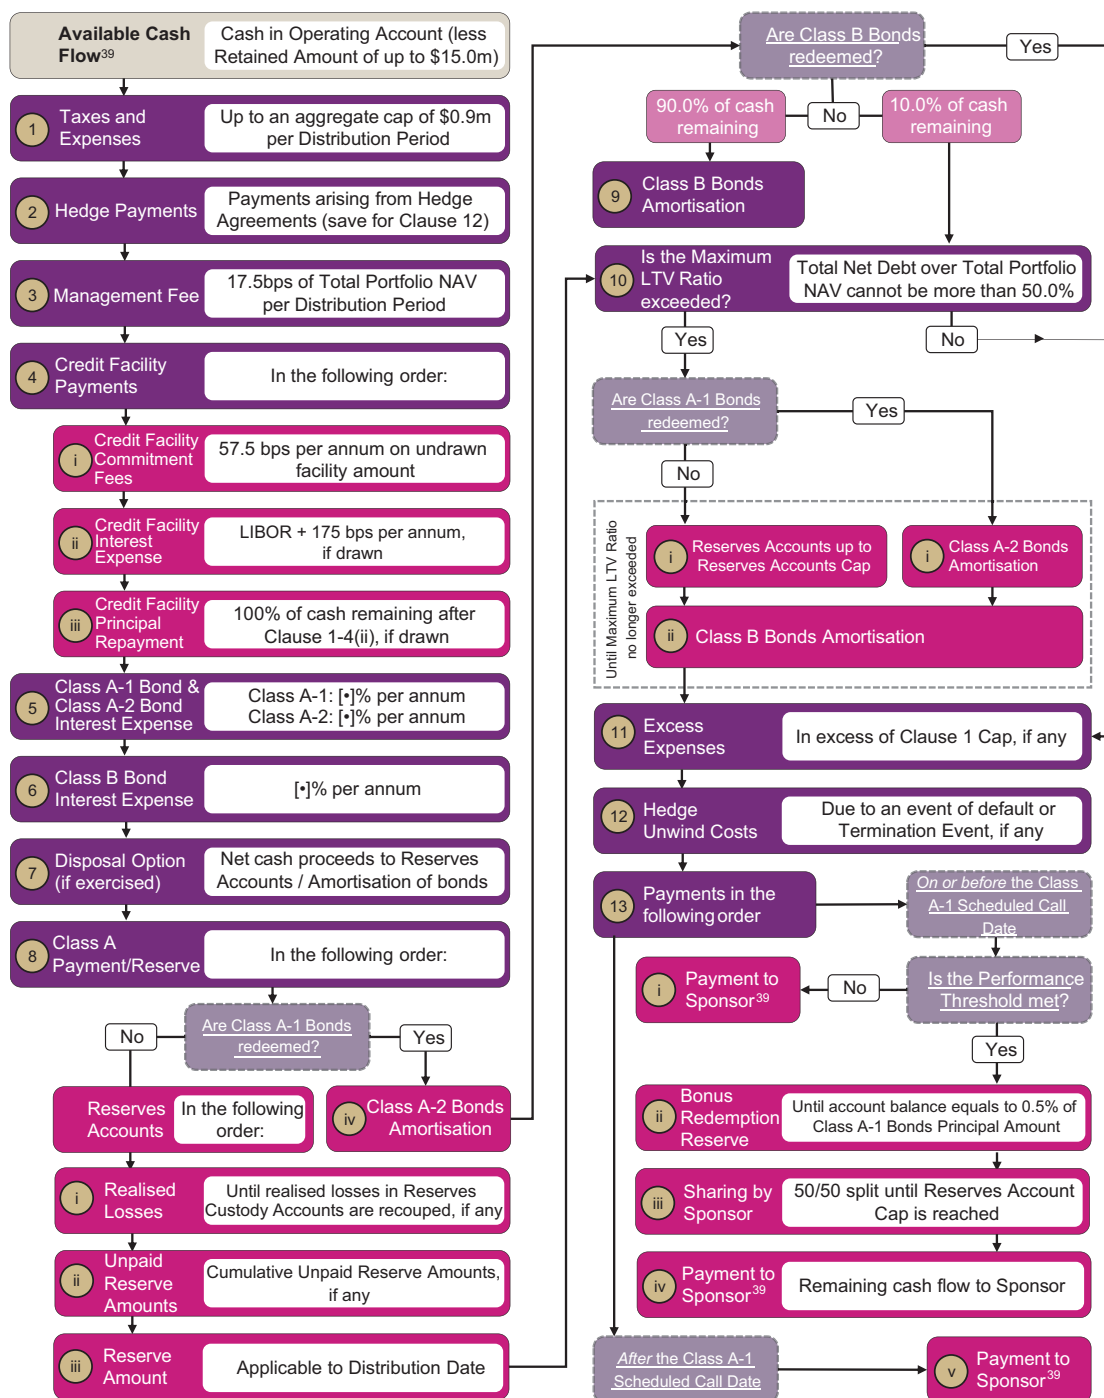 Available Cash
Flow39
Cash in Operating Account (less
Retained Amount of up to $15.0m)
1
Taxes and
Expenses
Up to an aggregate cap of $0.9m
per Distribution Period
2
Hedge Payments
Payments arising from Hedge
Agreements (save for Clause 12)
3
Management Fee
17.5bps of Total Portfolio NAV
per Distribution Period
4
Credit Facility
Payments
In the following order:
i
Credit Facility
Commitment
Fees
57.5 bps per annum on undrawn
facility amount
ii
Credit Facility
Interest
Expense
LIBOR + 175 bps per annum,
if drawn
iii
Credit Facility
Principal
Repayment
100% of cash remaining after
Clause 1-4(ii), if drawn
5
Class A-1 Bond &
Class A-2 Bond
Interest Expense
Class A-1: [•]% per annum
Class A-2: [•]% per annum
6
Class B Bond
Interest Expense
[•]% per annum
7
Disposal Option
(if exercised)
Net cash proceeds to Reserves
Accounts / Amortisation of bonds
8
Class A
Payment/Reserve
In the following order:
Are Class A-1 Bonds
redeemed?
No
Yes
Reserves
Accounts
In the following
order:
iv
Class A-2 Bonds
Amortisation
i
Realised
Losses
Until realised losses in Reserves
Custody Accounts are recouped, if any
ii
Unpaid
Reserve
Amounts
Cumulative Unpaid Reserve Amounts,
if any
iii
Reserve
Amount
Applicable to Distribution Date
Are Class B Bonds
redeemed?
Yes
No
90.0% of cash
remaining
10.0% of cash
remaining
9
Class B Bonds
Amortisation
10
Is the Maximum
LTV Ratio
exceeded?
Total Net Debt over Total Portfolio
NAV cannot be more than 50.0%
Yes
No
Are Class A-1 Bonds
redeemed?
Yes
No
Until Maximum LTV Ratio
no longer exceeded
i
Reserves Accounts up to
Reserves Accounts Cap
i
Class A-2 Bonds
Amortisation
ii
Class B Bonds Amortisation
11
Excess
Expenses
In excess of Clause 1 Cap, if any
12
Hedge
Unwind Costs
Due to an event of default or
Termination Event, if any
13
Payments in the
following order
On or before the Class
A-1 Scheduled Call
Date
Is the Performance
Threshold met?
No
Yes
i
Payment to
Sponsor39
ii
Bonus
Redemption
Reserve
Until account balance equals to 0.5% of
Class A-1 Bonds Principal Amount
iii
Sharing by
Sponsor
50/50 split until Reserves Account
Cap is reached
iv
Payment to
Sponsor39
Remaining cash flow to Sponsor
After the Class A-1
Scheduled Call Date
v
Payment to
Sponsor39